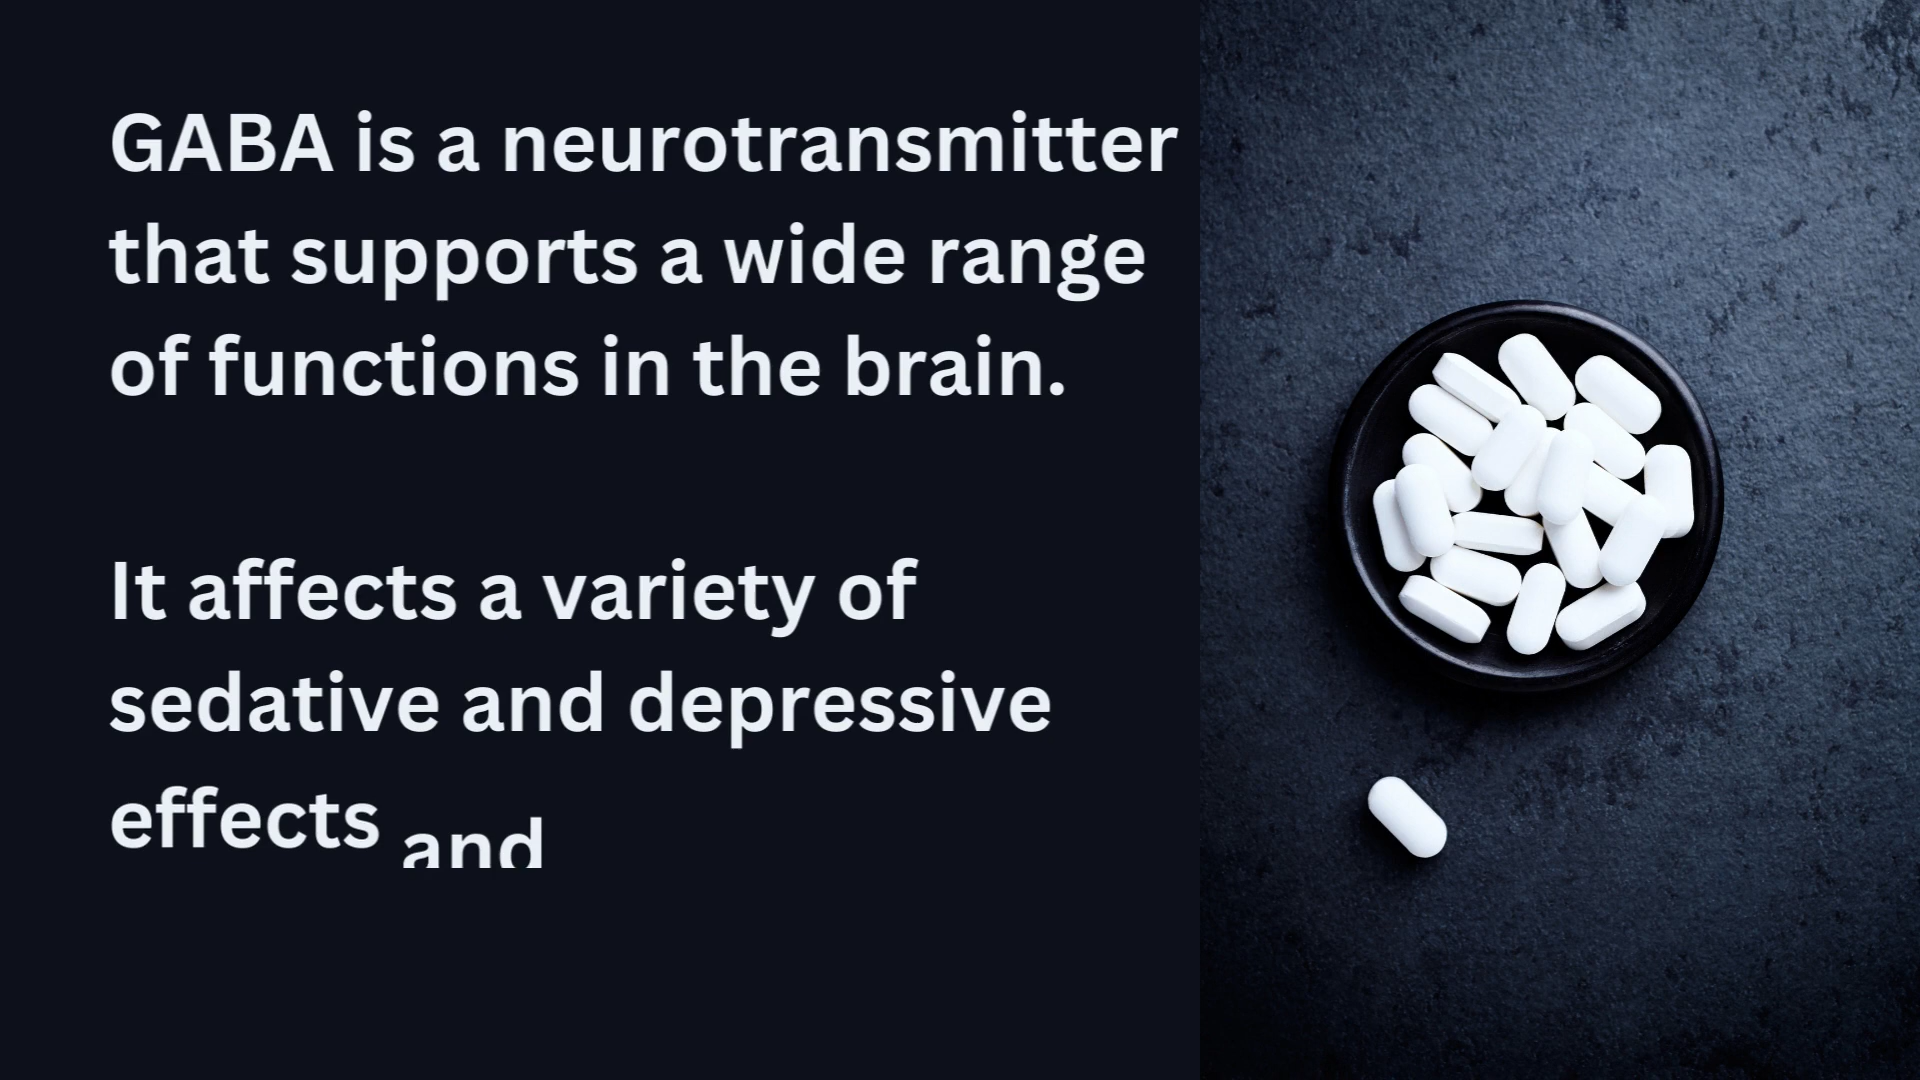 GABA is a neurotransmitter
that supports a wide range
of functions in the brain.
It affects a variety of
sedative and depressive
effects and